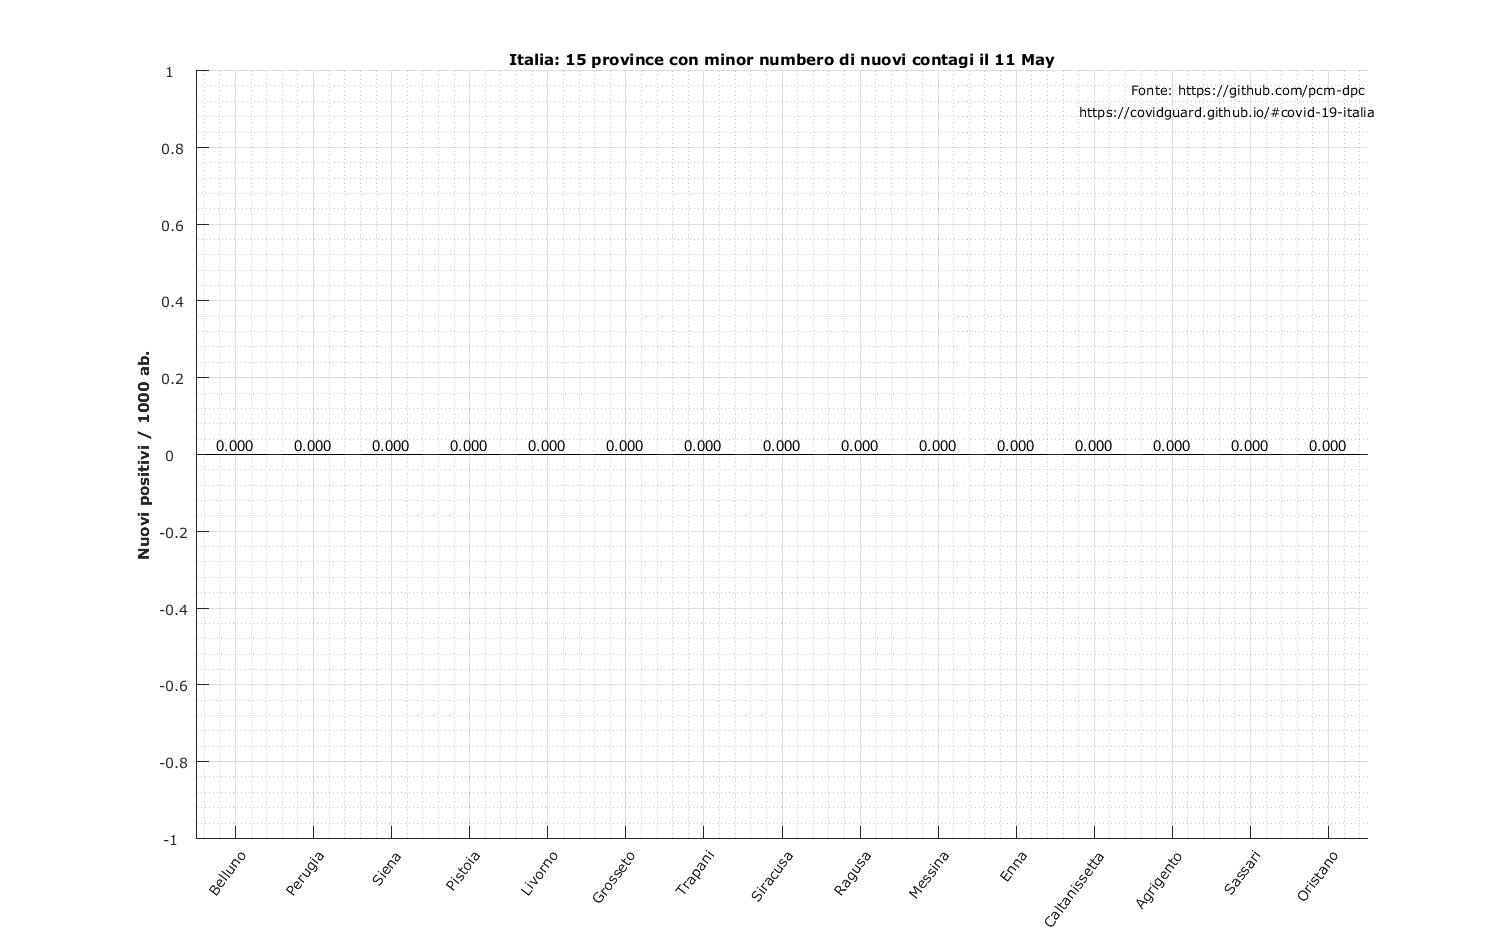 Italia: 15 province con minor numbero di nuovi contagi il 11 May
Fonte: https://github.com/pcm-dpc
https://covidguard.github.io/#covid-19-italia
Nuovi positivi / 1000 ab.
1
0.8
0.6
0.4
0.2
0
-0.2
-0.4
-0.6
-0.8
-1
0.000 0.000 0.000 0.000 0.000 0.000 0.000 0.000 0.000 0.000 0.000 0.000 0.000 0.000 0.000
Belluno Perugia Siena Pistoia Livorno Grosseto Trapani Siracusa Ragusa Messina Enna Caltanissetta Agrigento Sassari Oristano